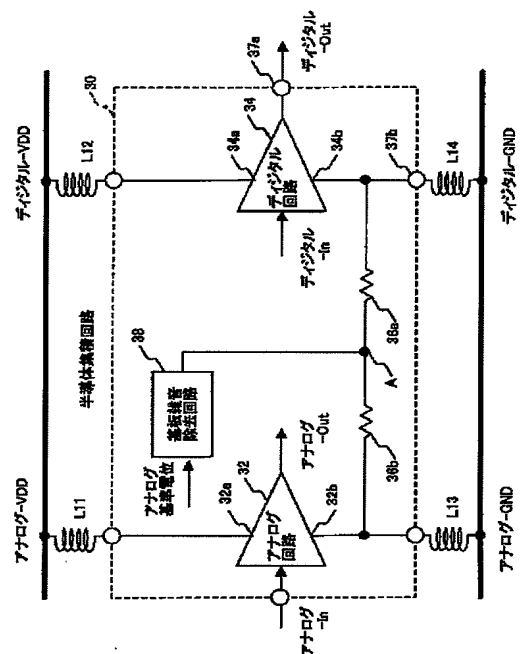 アナログ-VDD
ディジタル-VDD
L11
L12
半導体集積回路
30
38
基板雑音
除去回路
アナログ
基準電位
32a
32
アナログ
回路
32b
アナログ
-In
アナログ
-Out
34a
34
ディジタル
回路
34b
ディジタル
-In
37a
ディジタル
-Out
36b
A
36a
37b
L13
L14
アナログ-GND
ディジタル-GND